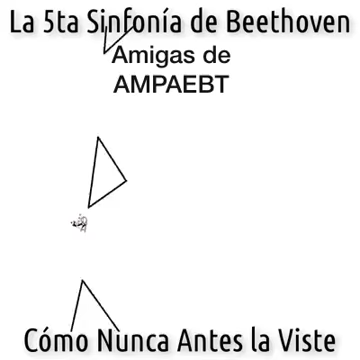 La 5ta Sinfonía de Beethoven
Amigas de
AMPAEBT
Cómo Nunca Antes la Viste